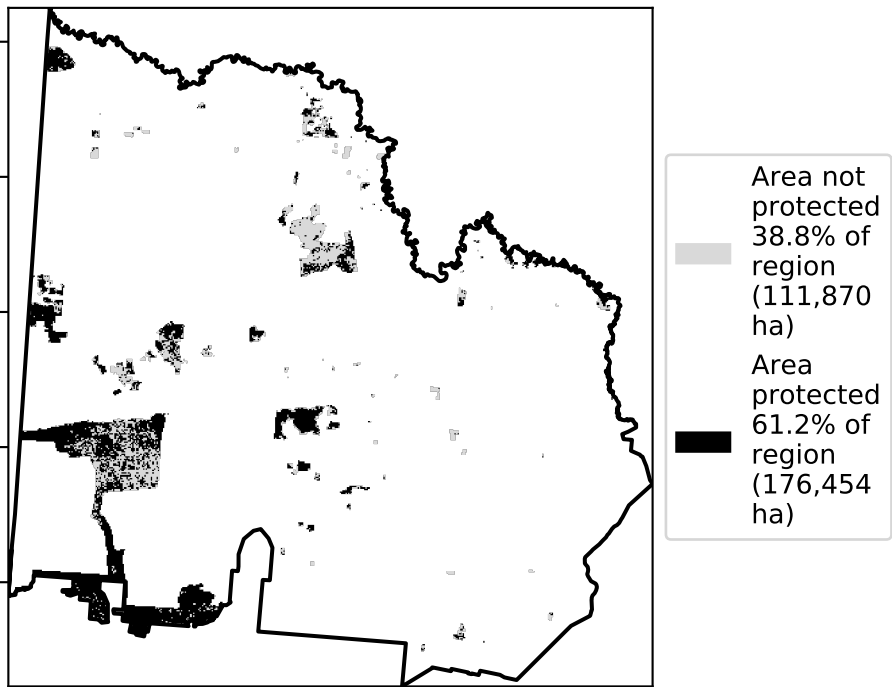 Area not
protected
38.8% of
region
(111,870
ha)
Area
protected
61.2% of
region
(176,454
ha)